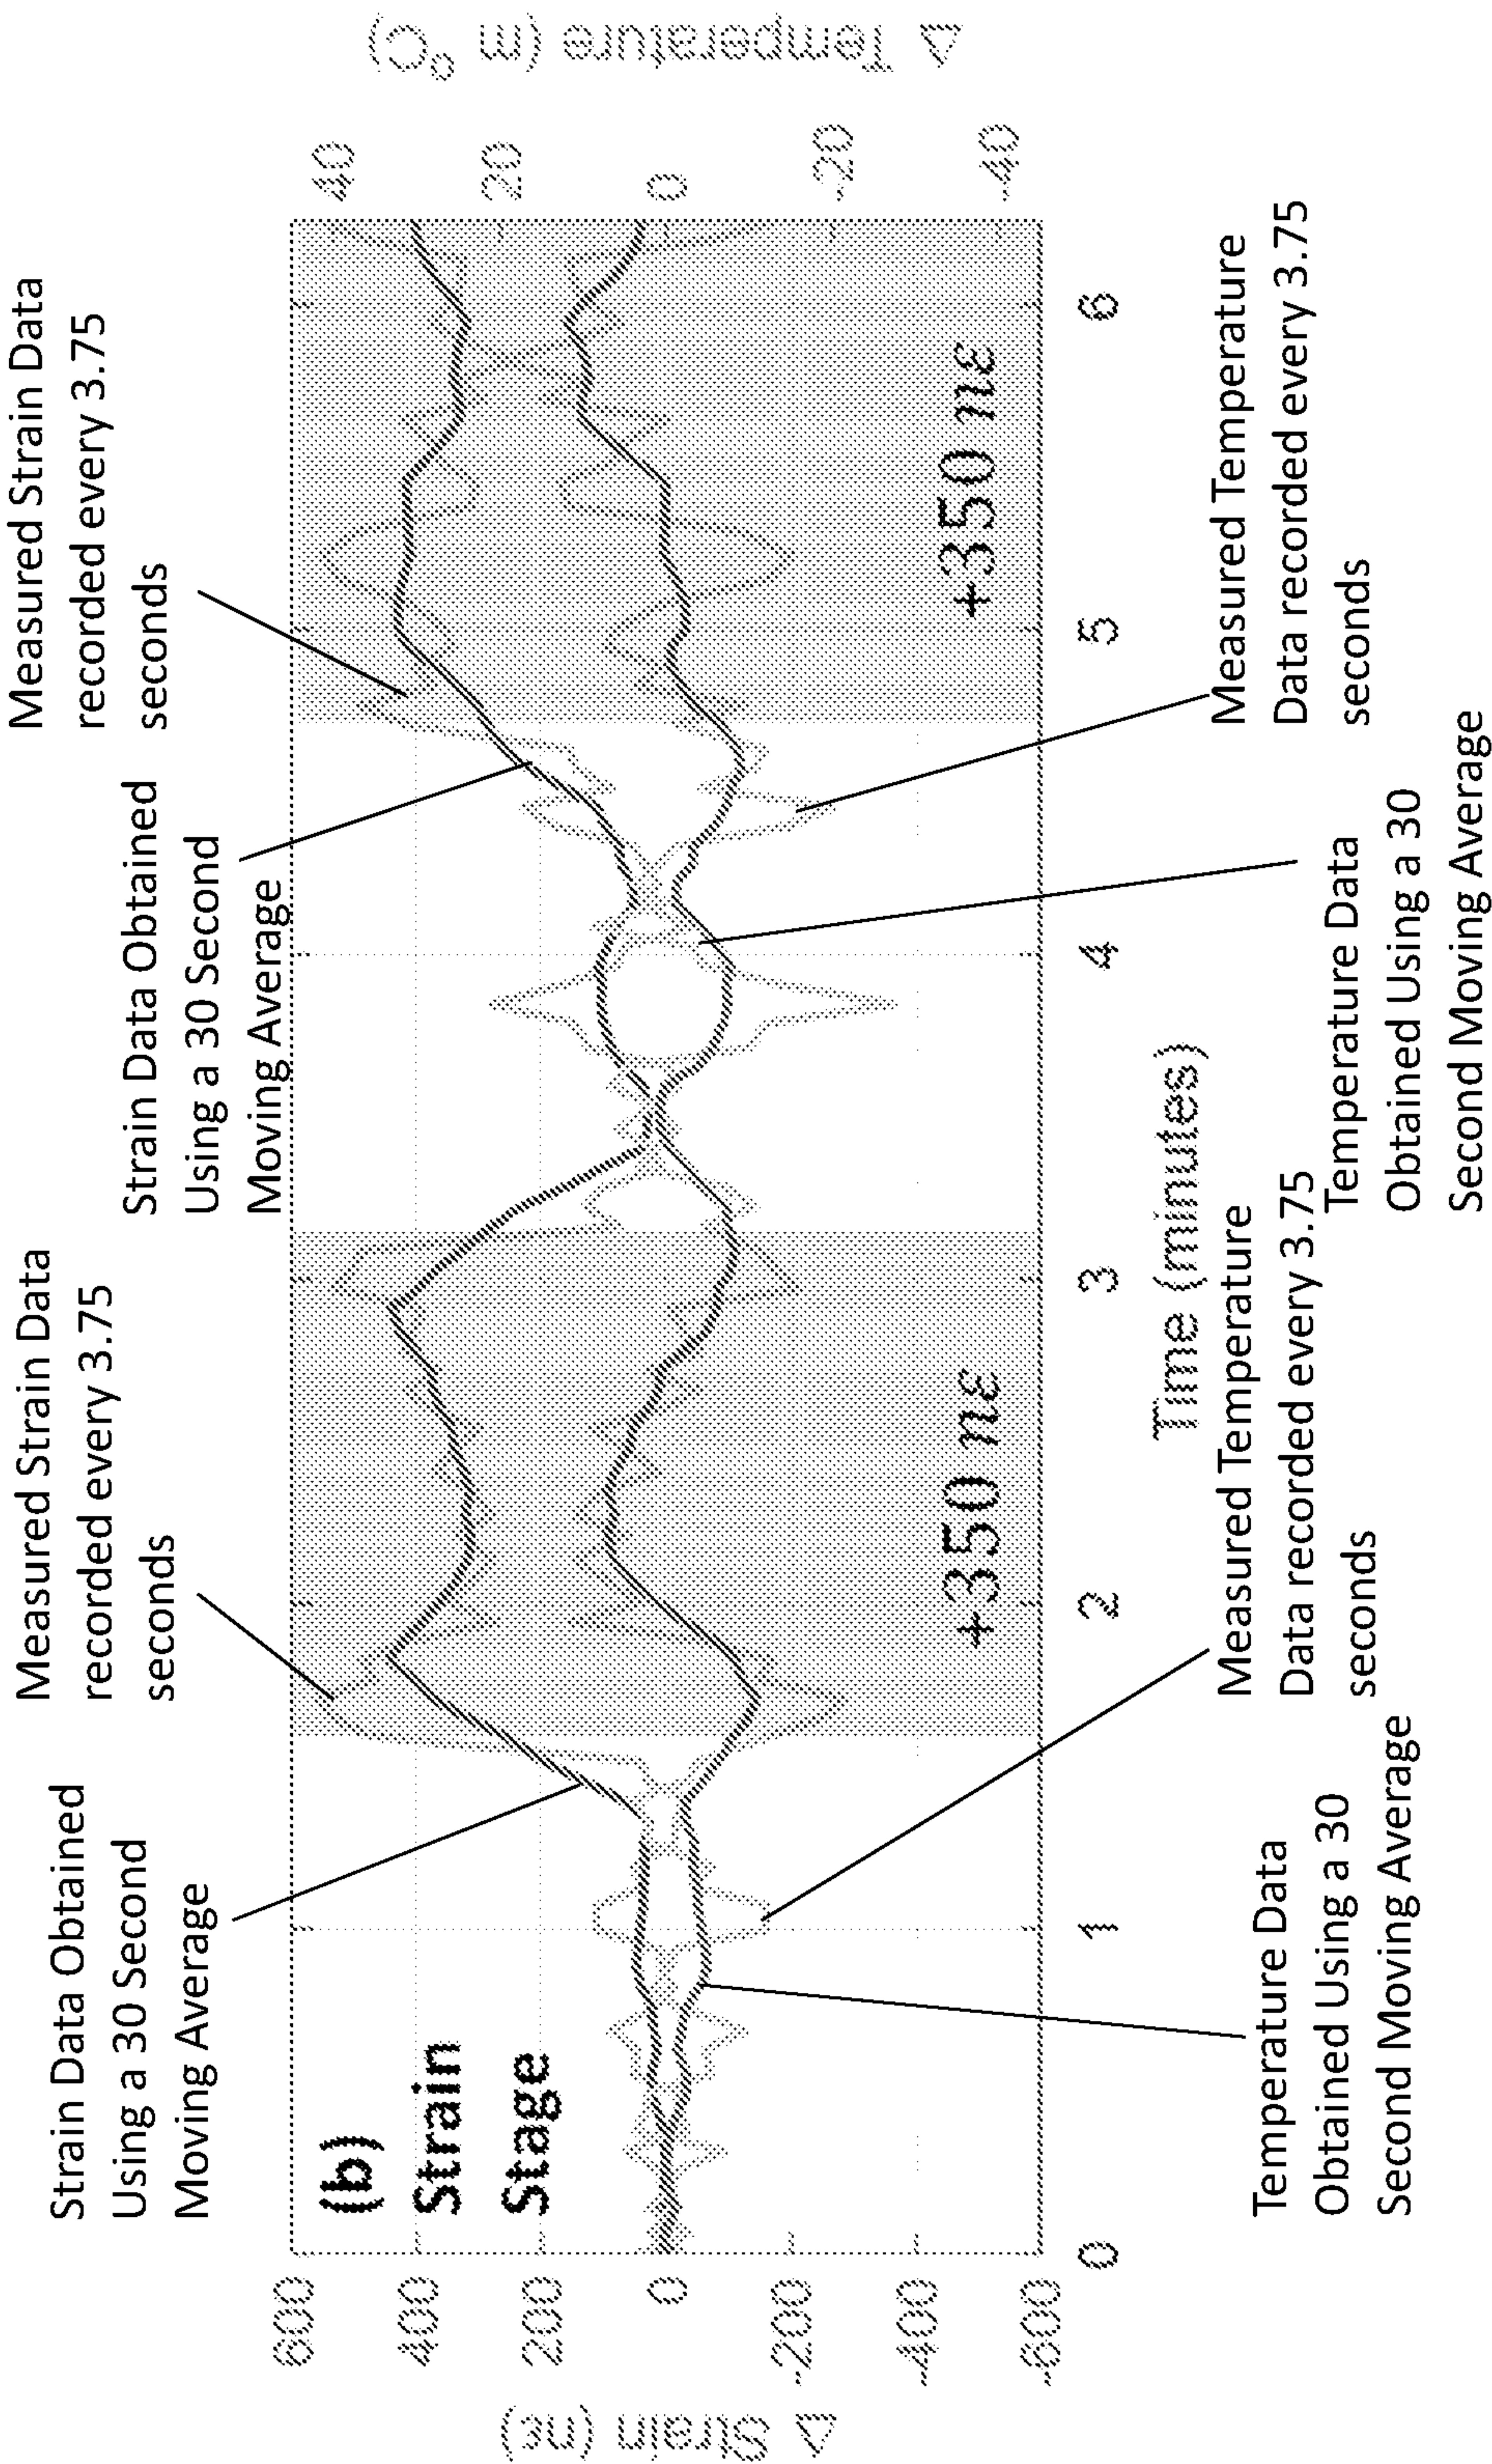 Strain Data Obtained
Using a 30 Second
Moving Average
Measured Strain Data
recorded every 3.75
seconds
Strain Data Obtained
Using a 30 Second
Moving Average
Measured Strain Data
recorded every 3.75
seconds
(b)
Strain
Stage
Δ Strain (nε)
600
400
200
0
-200
-400
-600
Δ Temperature (m °C)
40
20
0
-20
-40
+350 nε
+350 nε
0
1
2
3
4
5
6
Time (minutes)
Temperature Data
Obtained Using a 30
Second Moving Average
Measured Temperature
Data recorded every 3.75
seconds
Temperature Data
Obtained Using a 30
Second Moving Average
Measured Temperature
Data recorded every 3.75
seconds